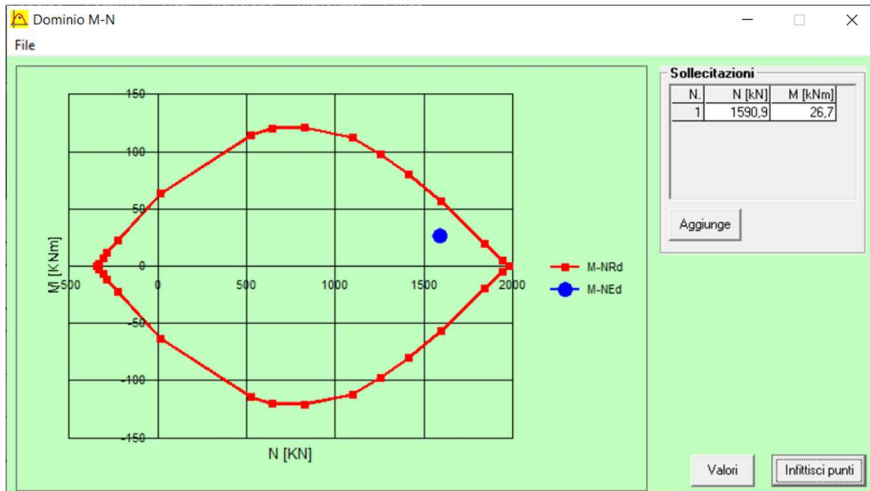 Dominio M-N
File
150
100
50
0
-50
-100
-150
-500
0
500
1000
1500
2000
M [KNm]
N [KN]
M-NRd
M-NEd
Sollecitazioni
N. N [kN] M [kNm]
1 1590,9 26,7
Aggiunge
Valori
Infittisci punti